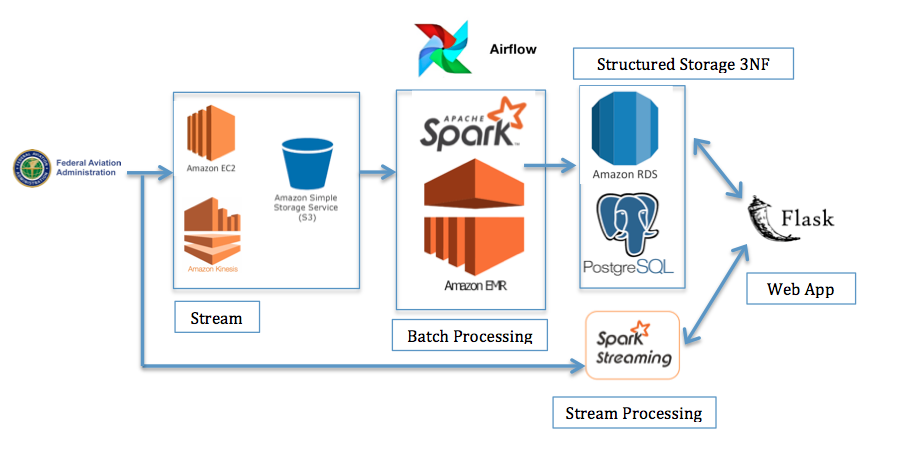 Airflow
Structured Storage 3NF
APACHE
Spark
TM
Amazon EC2
Amazon Simple
Storage Service
(S3)
Amazon Kinesis
Federal Aviation
Administration
Amazon RDS
PostgreSQL
Amazon EMR
Flask
Web App
Stream
Batch Processing
Spark
Streaming
Stream Processing